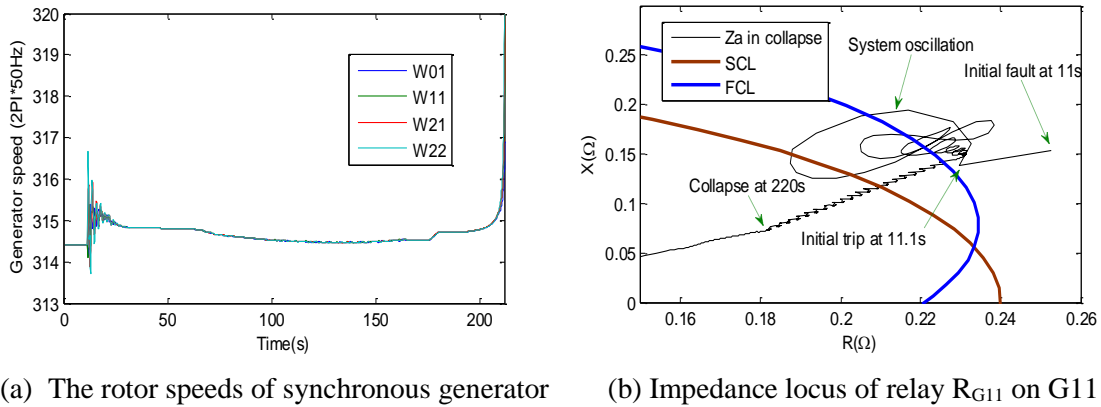 320
319
318
317
316
315
314
313
0
50
100
150
200
Generator speed (2PI*50Hz)
Time(s)
W01
W11
W21
W22
0.25
0.2
0.15
0.1
0.05
0
0.16
0.18
0.2
0.22
0.24
0.26
X(Ω)
R(Ω)
Za in collapse
SCL
FCL
System oscillation
Initial fault at 11s
Collapse at 220s
Initial trip at 11.1s
(a) The rotor speeds of synchronous generator
(b) Impedance locus of relay RG11 on G11